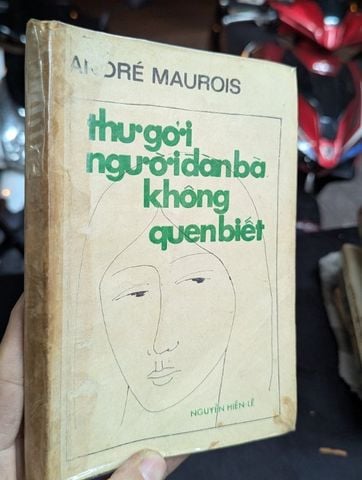 ANDRÉ MAUROIS
thư gởi
người đàn bà
không
quen biết
NGUYỄN HIẾN-LÊ